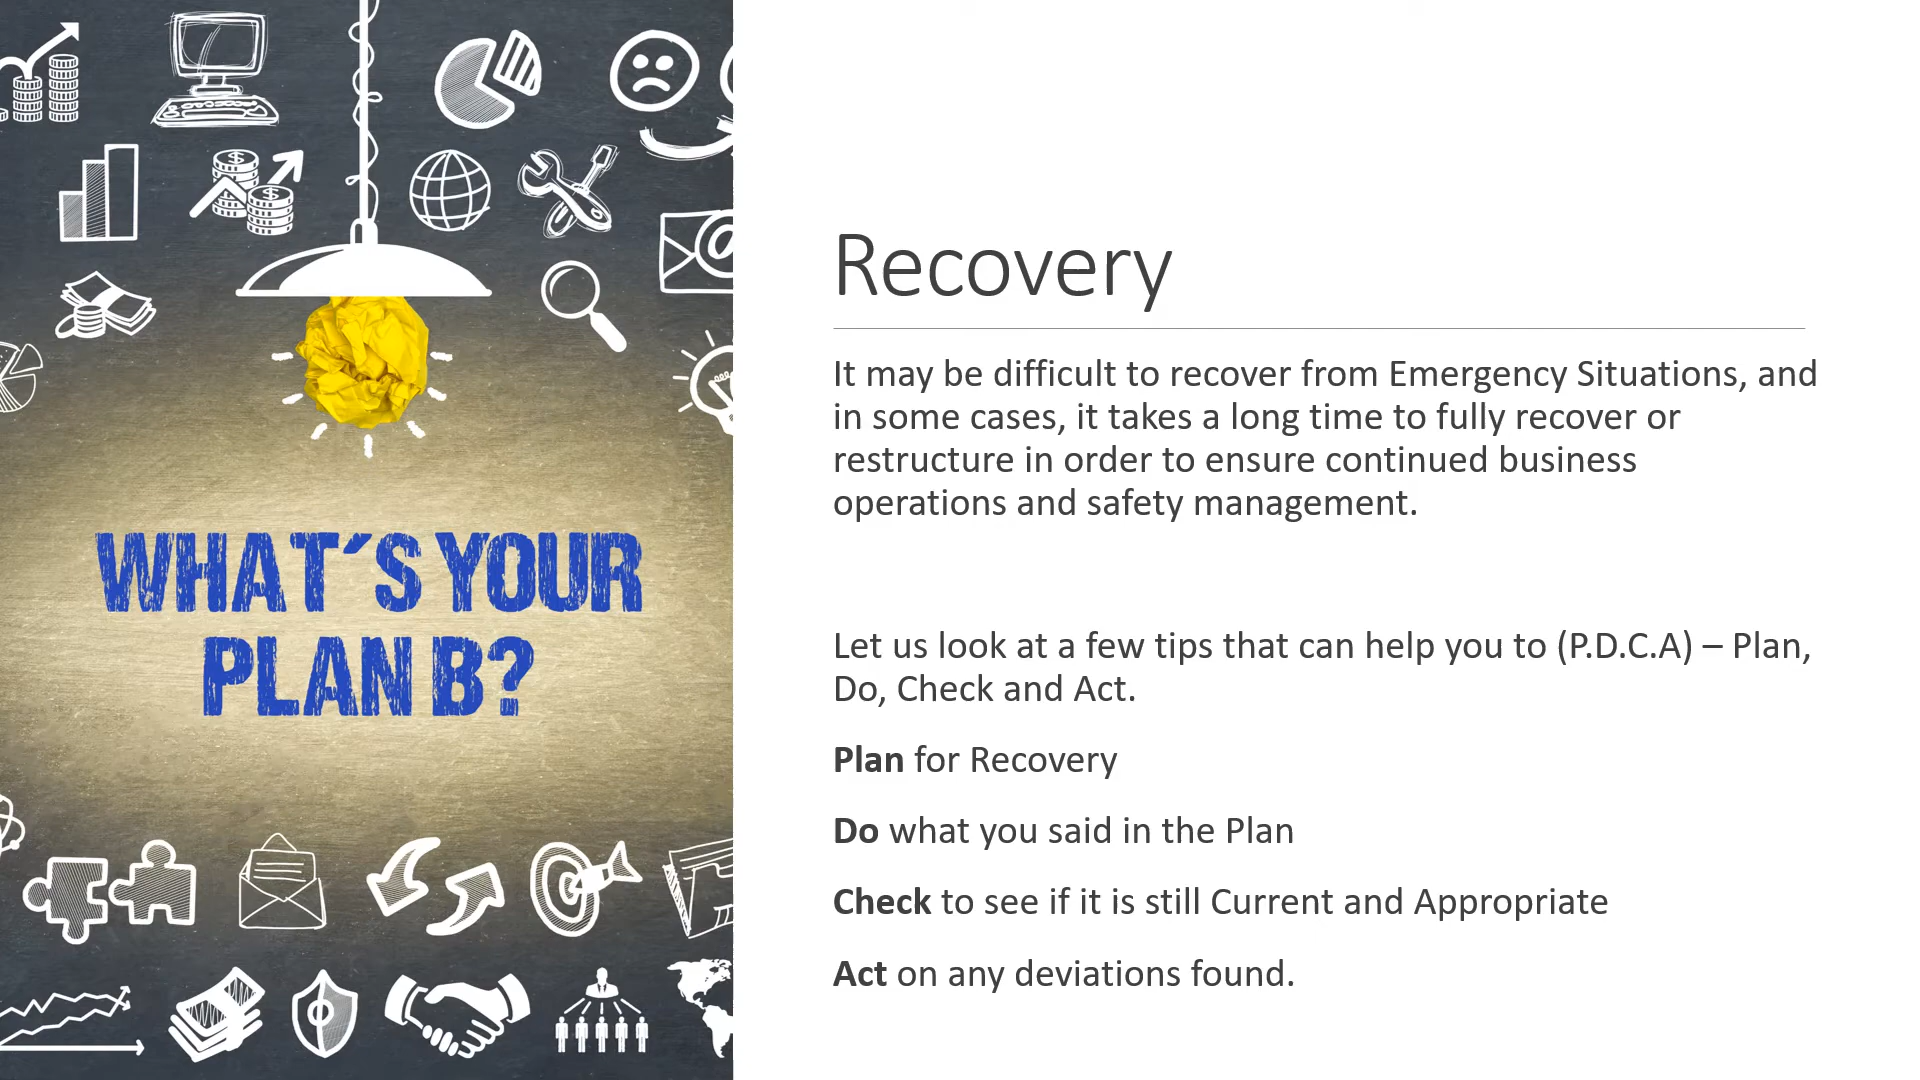 WHAT´S YOUR
PLAN B?
Recovery
It may be difficult to recover from Emergency Situations, and
in some cases, it takes a long time to fully recover or
restructure in order to ensure continued business
operations and safety management.
Let us look at a few tips that can help you to (P.D.C.A) – Plan,
Do, Check and Act.
Plan for Recovery
Do what you said in the Plan
Check to see if it is still Current and Appropriate
Act on any deviations found.